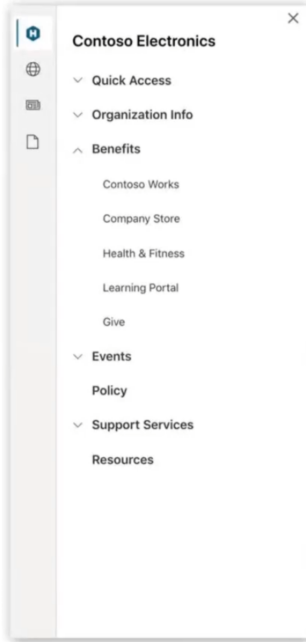 Contoso Electronics
Quick Access
Organization Info
Benefits
Contoso Works
Company Store
Health & Fitness
Learning Portal
Give
Events
Policy
Support Services
Resources